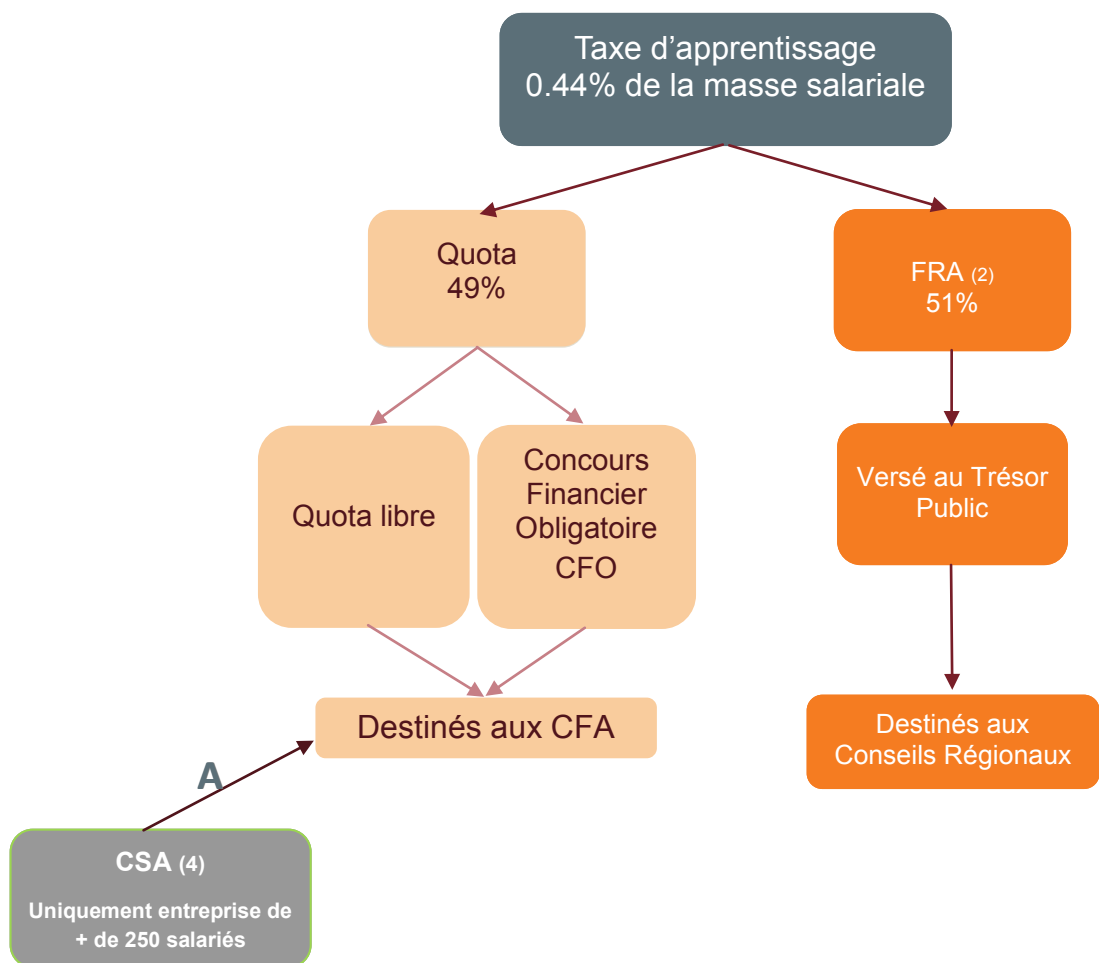 Taxe d’apprentissage
0.44% de la masse salariale
Quota
49%
FRA (2)
51%
Quota libre
Concours
Financier
Obligatoire
CFO
Versé au Trésor
Public
Destinés aux CFA
Destinés aux
Conseils Régionaux
A
CSA (4)
Uniquement entreprise de
+ de 250 salariés